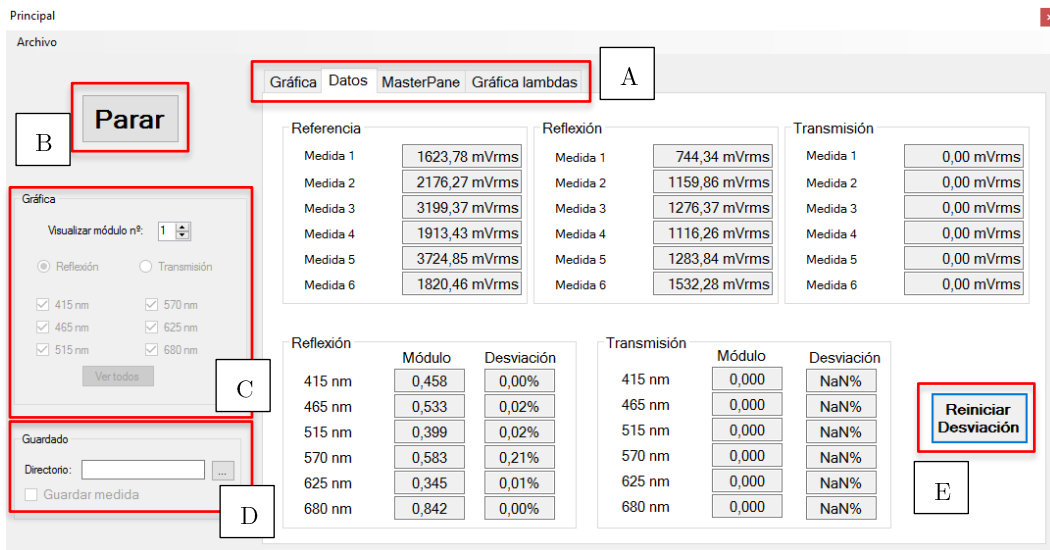 Principal
Archivo
Gráfica Datos MasterPane Gráfica lambdas
A
Parar
B
Gráfica
Visualizar módulo nº: 1
Reflexión Transmisión
415 nm 570 nm
465 nm 625 nm
515 nm 680 nm
Ver todos
C
Guardado
Directorio: ...
Guardar medida
D
Referencia
Medida 1 1623,78 mVrms
Medida 2 2176,27 mVrms
Medida 3 3199,37 mVrms
Medida 4 1913,43 mVrms
Medida 5 3724,85 mVrms
Medida 6 1820,46 mVrms
Reflexión
Medida 1 744,34 mVrms
Medida 2 1159,86 mVrms
Medida 3 1276,37 mVrms
Medida 4 1116,26 mVrms
Medida 5 1283,84 mVrms
Medida 6 1532,28 mVrms
Transmisión
Medida 1 0,00 mVrms
Medida 2 0,00 mVrms
Medida 3 0,00 mVrms
Medida 4 0,00 mVrms
Medida 5 0,00 mVrms
Medida 6 0,00 mVrms
Reflexión
Módulo Desviación
415 nm 0,458 0,00%
465 nm 0,533 0,02%
515 nm 0,399 0,02%
570 nm 0,583 0,21%
625 nm 0,345 0,01%
680 nm 0,842 0,00%
Transmisión
Módulo Desviación
415 nm 0,000 NaN%
465 nm 0,000 NaN%
515 nm 0,000 NaN%
570 nm 0,000 NaN%
625 nm 0,000 NaN%
680 nm 0,000 NaN%
Reiniciar
Desviación
E